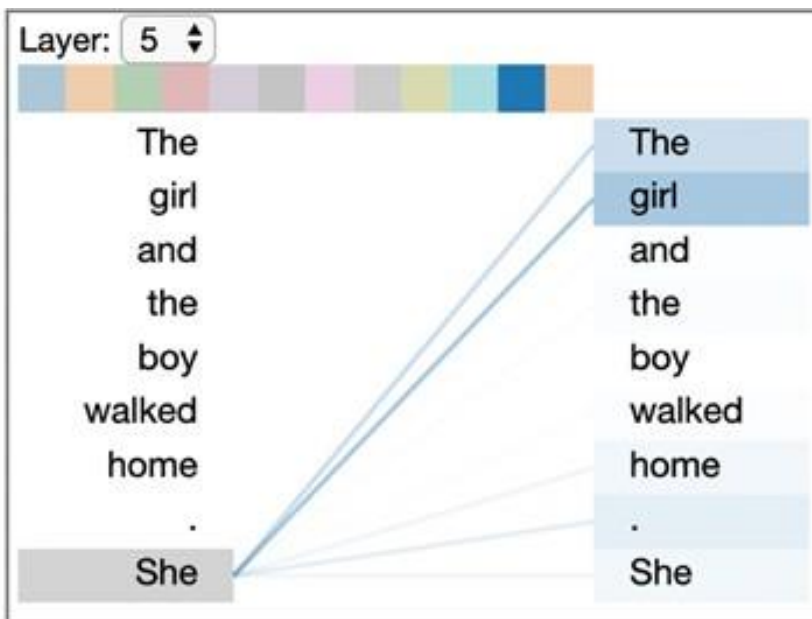 Layer: 5
The The
girl girl
and and
the the
boy boy
walked walked
home home
. .
She She